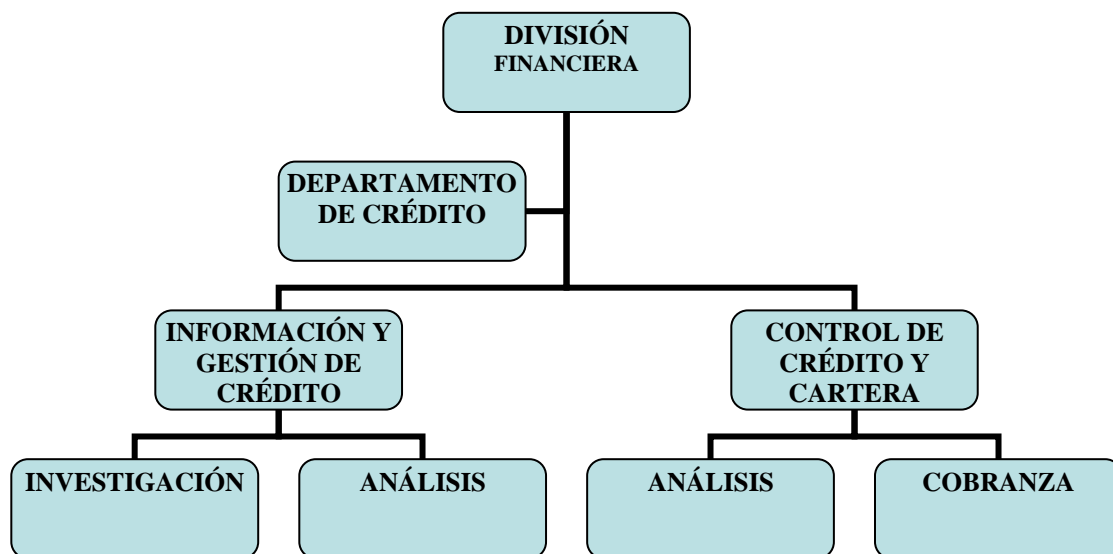 DIVISIÓN
FINANCIERA
DEPARTAMENTO
DE CRÉDITO
INFORMACIÓN Y
GESTIÓN DE
CRÉDITO
CONTROL DE
CRÉDITO Y
CARTERA
INVESTIGACIÓN
ANÁLISIS
ANÁLISIS
COBRANZA